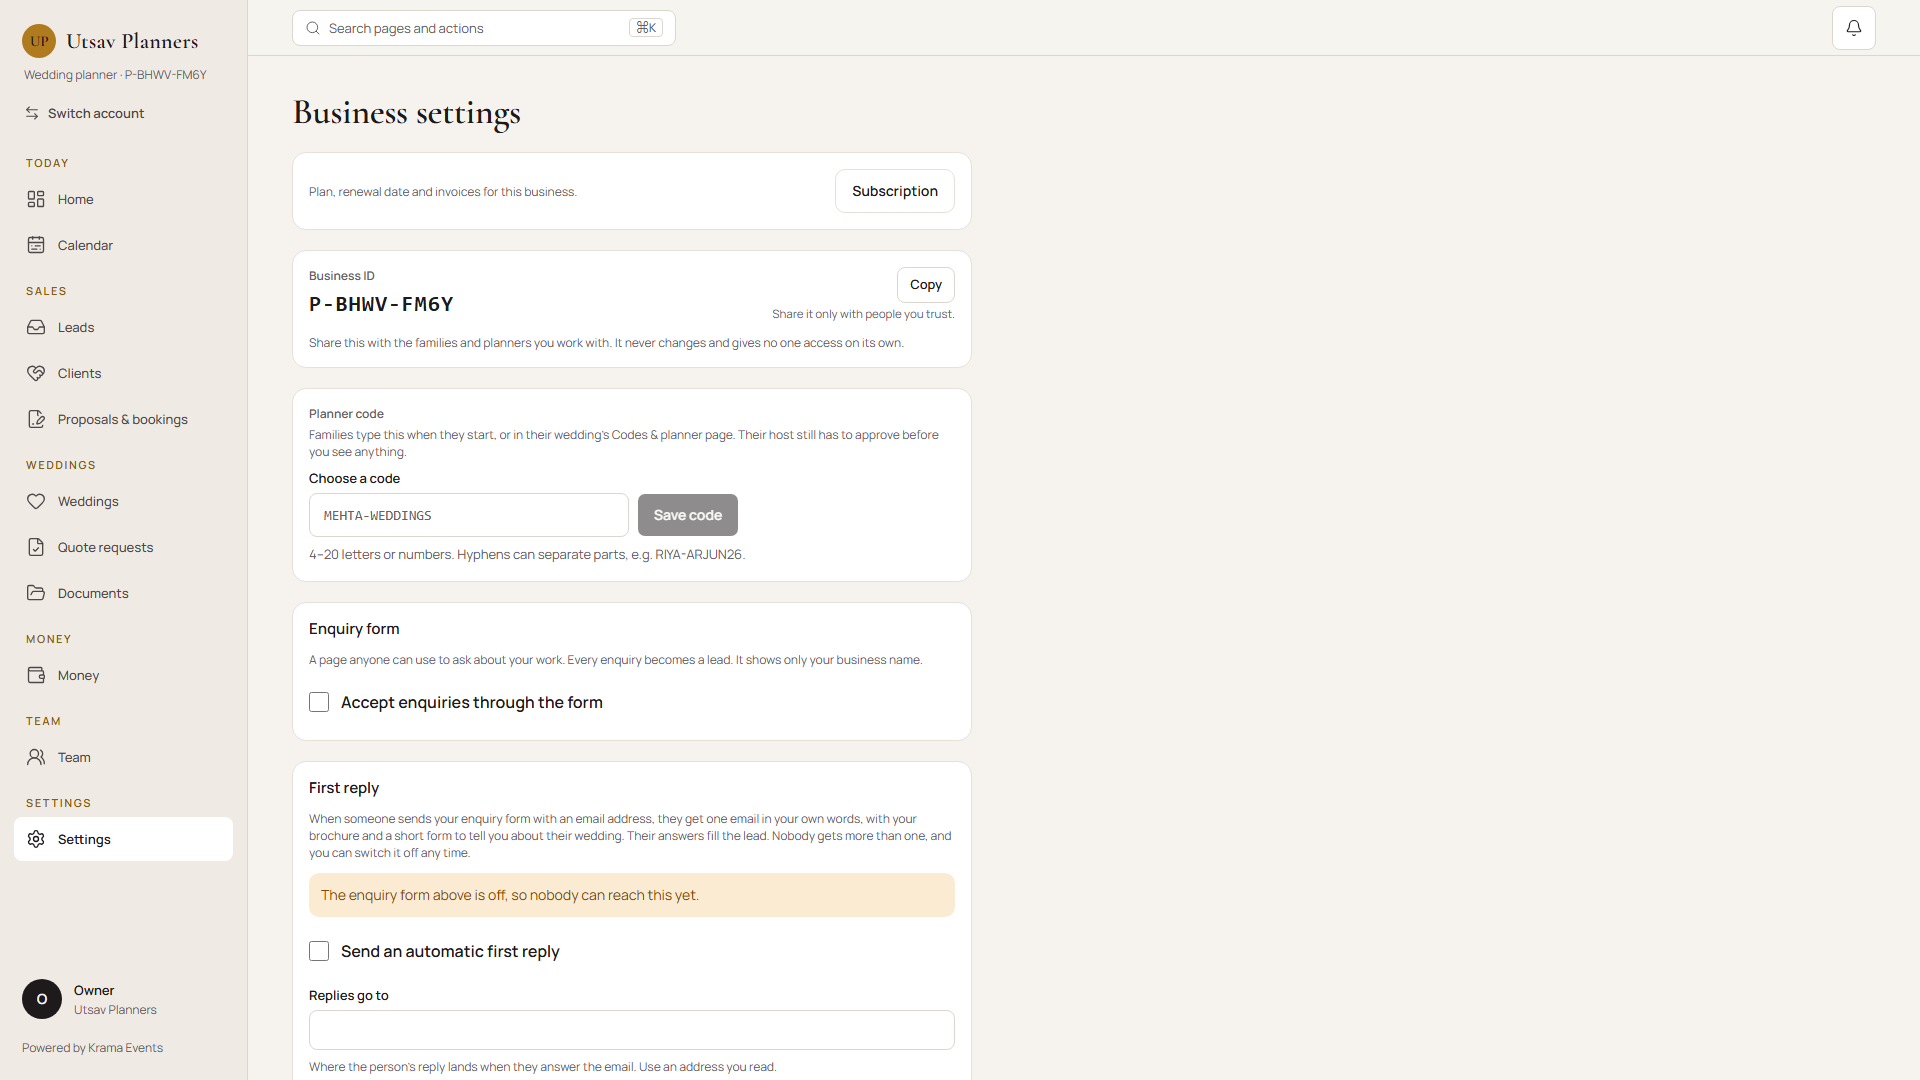 UP Utsav Planners
Wedding planner · P-BHWV-FM6Y
Switch account
TODAY
Home
Calendar
SALES
Leads
Clients
Proposals & bookings
WEDDINGS
Weddings
Quote requests
Documents
MONEY
Money
TEAM
Team
SETTINGS
Settings
O
Owner
Utsav Planners
Powered by Krama Events
Search pages and actions ⌘K
Business settings
Plan, renewal date and invoices for this business.
Subscription
Business ID
P-BHWV-FM6Y
Copy
Share it only with people you trust.
Share this with the families and planners you work with. It never changes and gives no one access on its own.
Planner code
Families type this when they start, or in their wedding's Codes & planner page. Their host still has to approve before
you see anything.
Choose a code
MEHTA-WEDDINGS
Save code
4–20 letters or numbers. Hyphens can separate parts, e.g. RIYA-ARJUN26.
Enquiry form
A page anyone can use to ask about your work. Every enquiry becomes a lead. It shows only your business name.
Accept enquiries through the form
First reply
When someone sends your enquiry form with an email address, they get one email in your own words, with your
brochure and a short form to tell you about their wedding. Their answers fill the lead. Nobody gets more than one, and
you can switch it off any time.
The enquiry form above is off, so nobody can reach this yet.
Send an automatic first reply
Replies go to
Where the person's reply lands when they answer the email. Use an address you read.